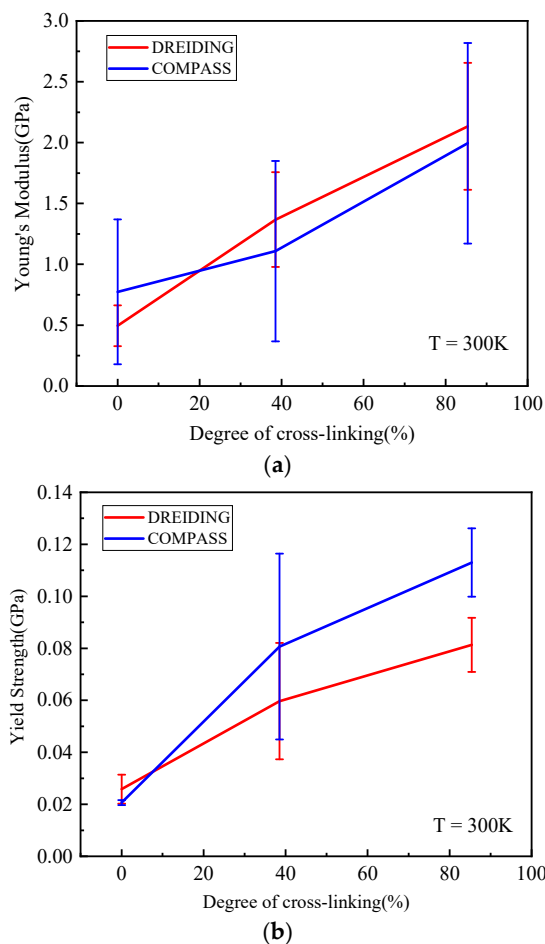 3.0
2.5
2.0
1.5
1.0
0.5
0.0
Young's Modulus(GPa)
DREIDING
COMPASS
T = 300K
0 20 40 60 80 100
Degree of cross-linking(%)
(a)
0.14
0.12
0.10
0.08
0.06
0.04
0.02
0.00
Yield Strength(GPa)
DREIDING
COMPASS
T = 300K
0 20 40 60 80 100
Degree of cross-linking(%)
(b)